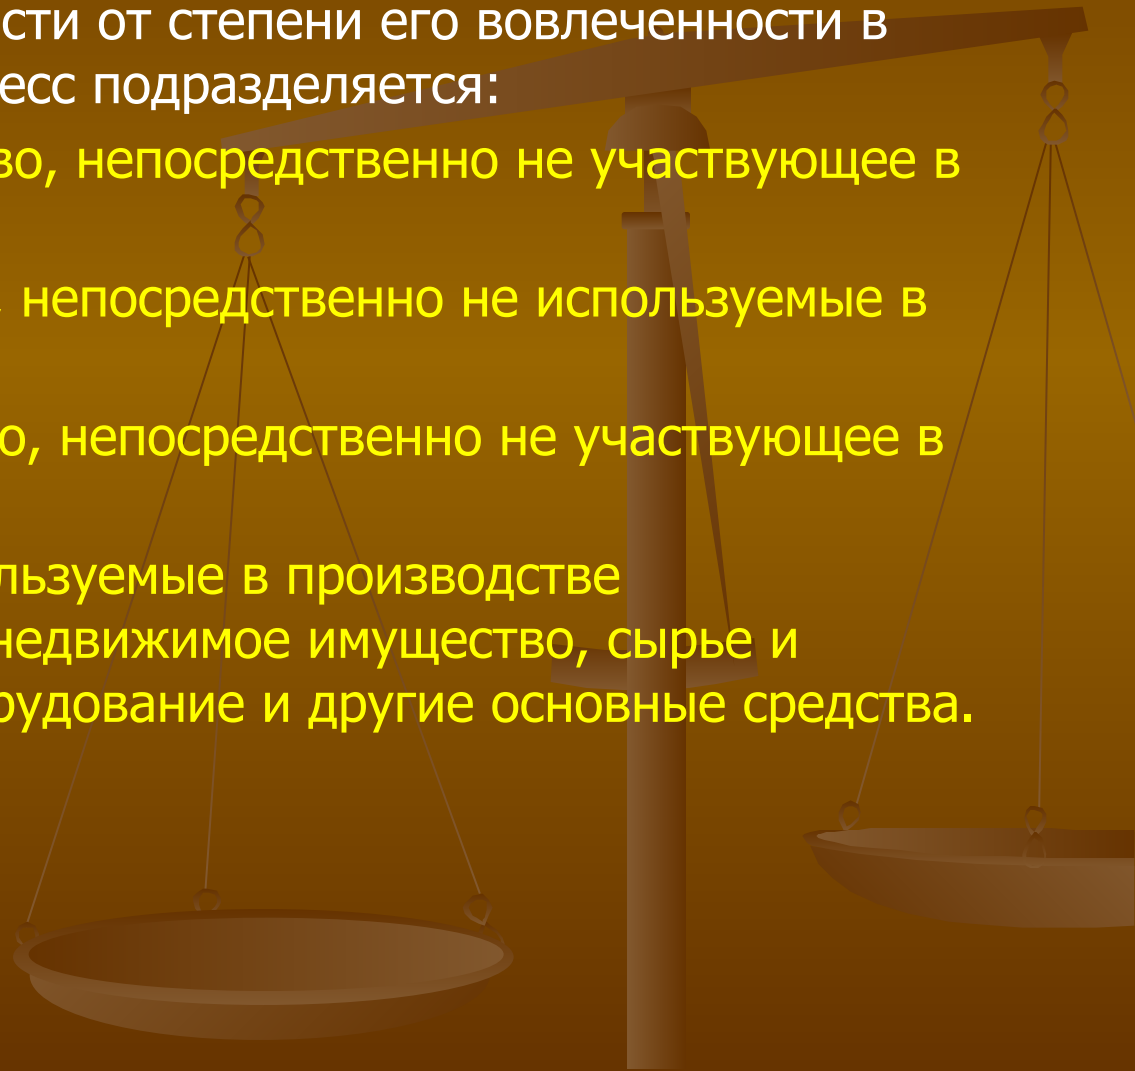 сти от степени его вовлеченности в
есс подразделяется:
во, непосредственно не участвующее в
непосредственно не используемые в
о, непосредственно не участвующее в
льзуемые в производстве
недвижимое имущество, сырье и
рудование и другие основные средства.